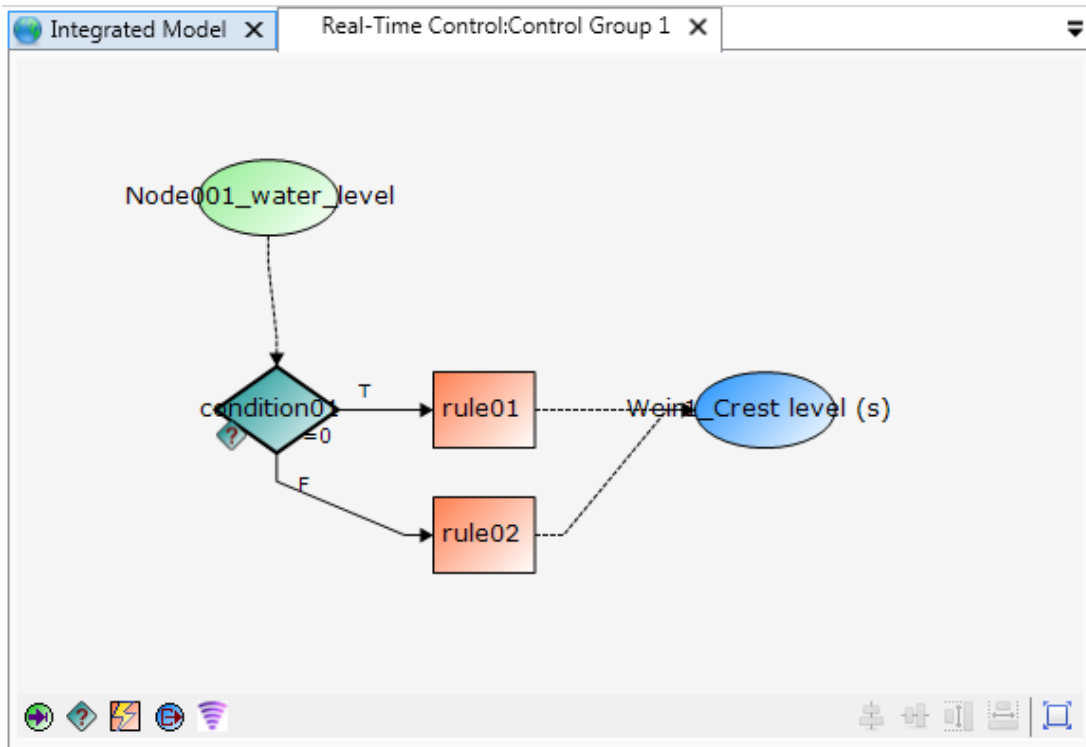 Integrated Model
Real-Time Control:Control Group 1
Node001_water_level
T
condition01
=0
rule01
Weir1_Crest level (s)
F
rule02